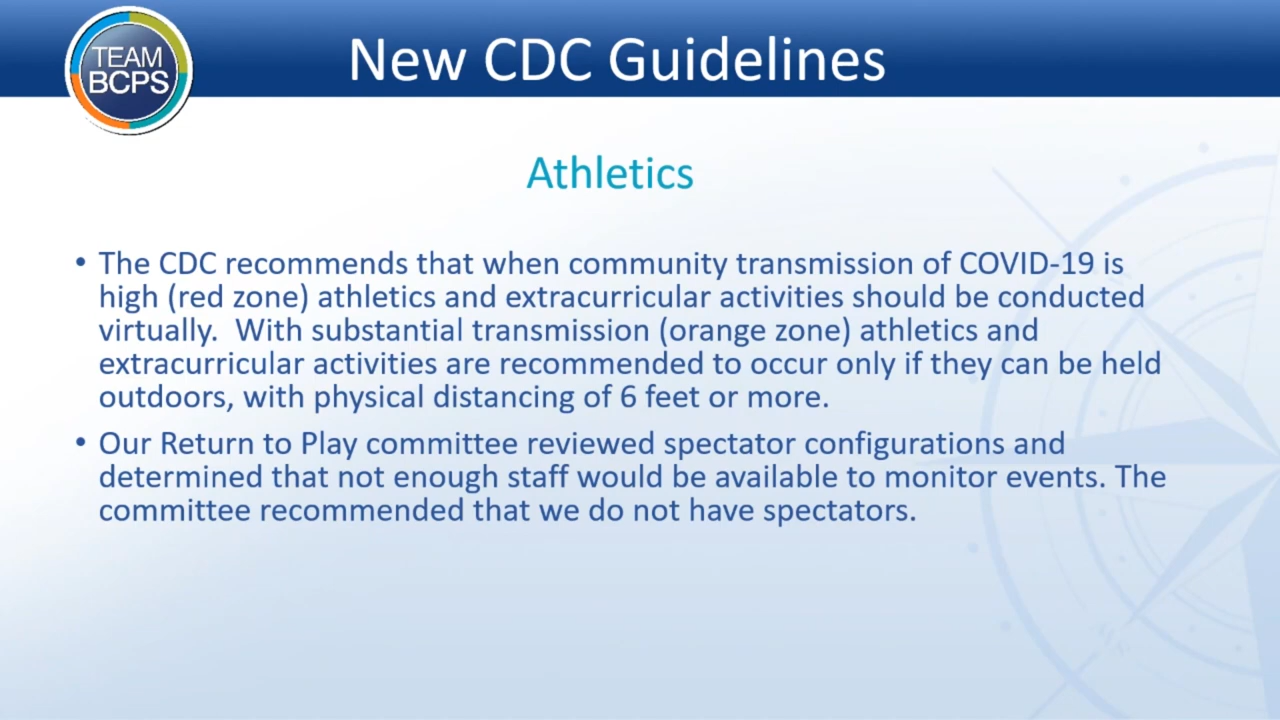 TEAM
BCPS
New CDC Guidelines
Athletics
• The CDC recommends that when community transmission of COVID-19 is
high (red zone) athletics and extracurricular activities should be conducted
virtually.  With substantial transmission (orange zone) athletics and
extracurricular activities are recommended to occur only if they can be held
outdoors, with physical distancing of 6 feet or more.
• Our Return to Play committee reviewed spectator configurations and
determined that not enough staff would be available to monitor events. The
committee recommended that we do not have spectators.